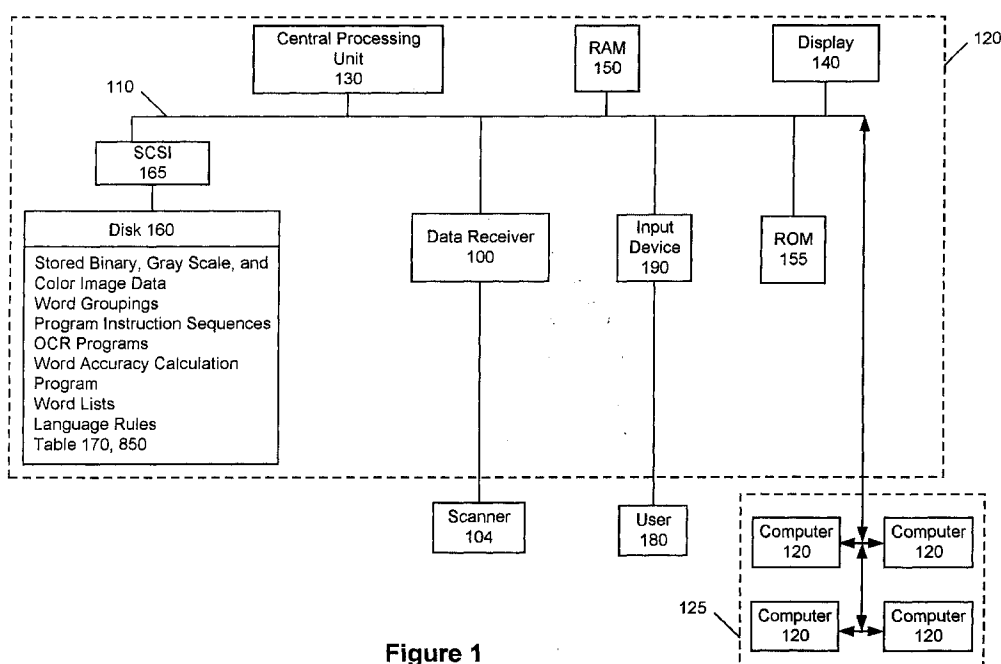 Central Processing
Unit
130
RAM
150
Display
140
120
110
SCSI
165
Disk 160
Stored Binary, Gray Scale, and
Color Image Data
Word Groupings
Program Instruction Sequences
OCR Programs
Word Accuracy Calculation
Program
Word Lists
Language Rules
Table 170, 850
Data Receiver
100
Input
Device
190
ROM
155
Scanner
104
User
180
Computer
120
Computer
120
125
Computer
120
Computer
120
Figure 1